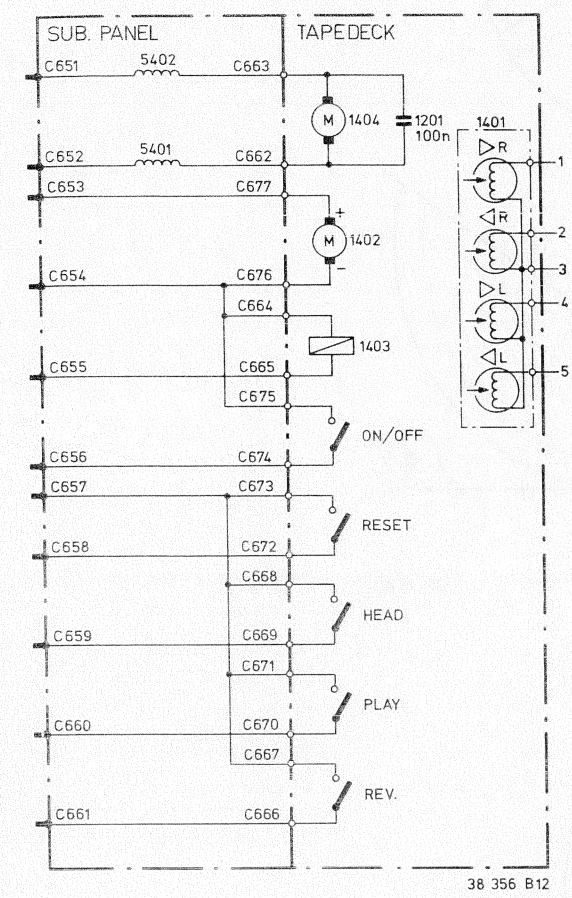 SUB. PANEL
TAPEDECK
C651 5402 C663
M 1404
1201
100n
1401
R
1
C652 5401 C662
C653 C677
+
M 1402
−
R
2
3
C654 C676
C664
L
4
1403
C655 C665
L
5
C675
ON/OFF
C656 C674
C657 C673
RESET
C658 C672
C668
HEAD
C659 C669
C671
PLAY
C660 C670
C667
REV.
C661 C666
38 356 B12